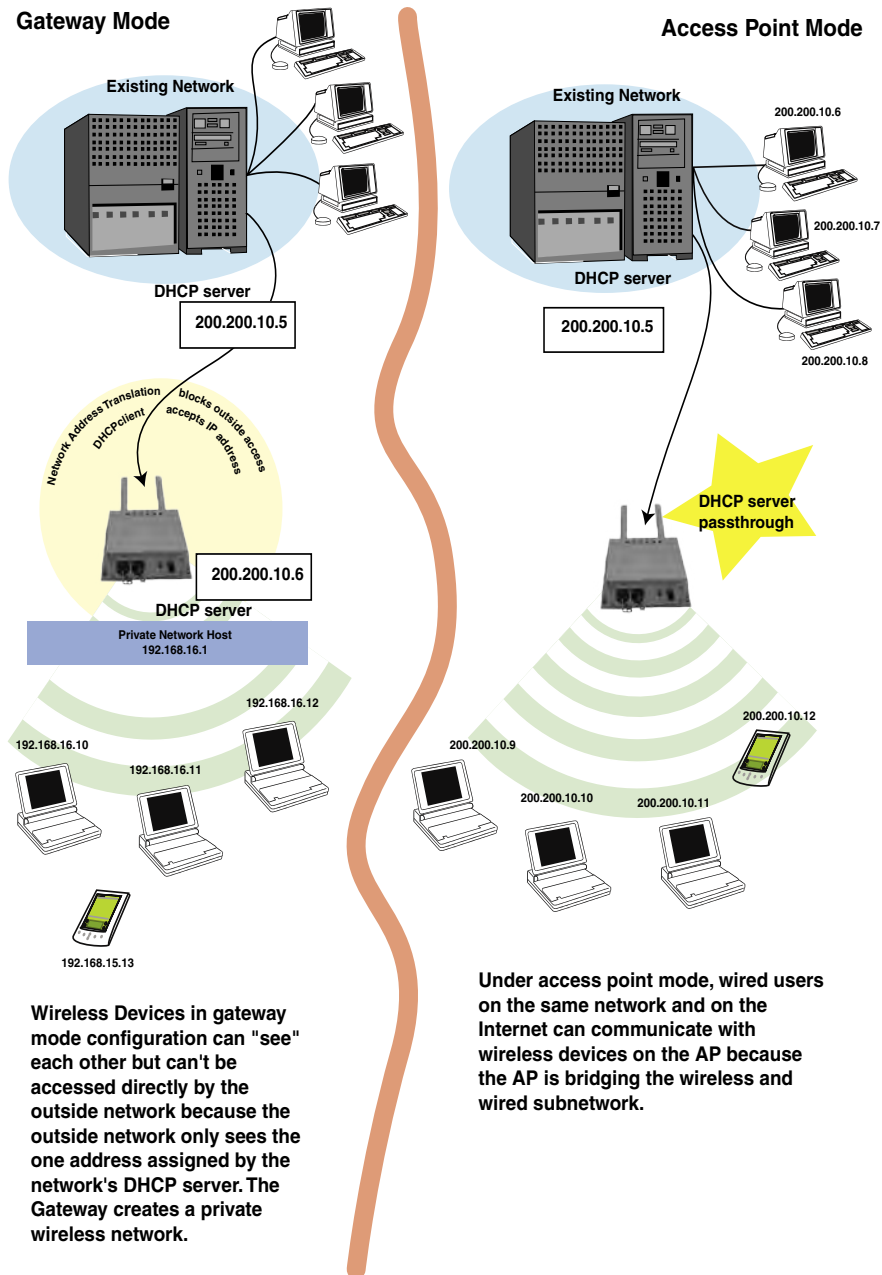 Gateway Mode
Existing Network
DHCP server
200.200.10.5
Network Address Translation
blocks outside access
DHCPclient
accepts IP address
200.200.10.6
DHCP server
Private Network Host
192.168.16.1
192.168.16.12
192.168.16.10
192.168.16.11
192.168.15.13
Wireless Devices in gateway
mode configuration can "see"
each other but can't be
accessed directly by the
outside network because the
outside network only sees the
one address assigned by the
network's DHCP server. The
Gateway creates a private
wireless network.
Access Point Mode
Existing Network
200.200.10.6
200.200.10.7
DHCP server
200.200.10.5
200.200.10.8
DHCP server
passthrough
200.200.10.12
200.200.10.9
200.200.10.10
200.200.10.11
Under access point mode, wired users
on the same network and on the
Internet can communicate with
wireless devices on the AP because
the AP is bridging the wireless and
wired subnetwork.